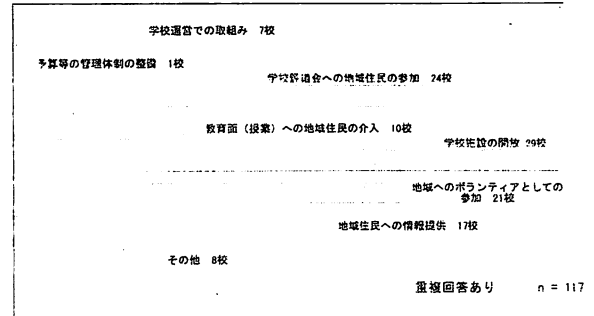 学校運営での取組み 7校
予算等の管理体制の整備 1校
学校評議会への地域住民の参加 24校
教育面（授業）への地域住民の介入 10校
学校施設の開放 29校
地域へのボランティアとしての
参加 21校
地域住民への情報提供 17校
その他 8校
重複回答あり n = 117